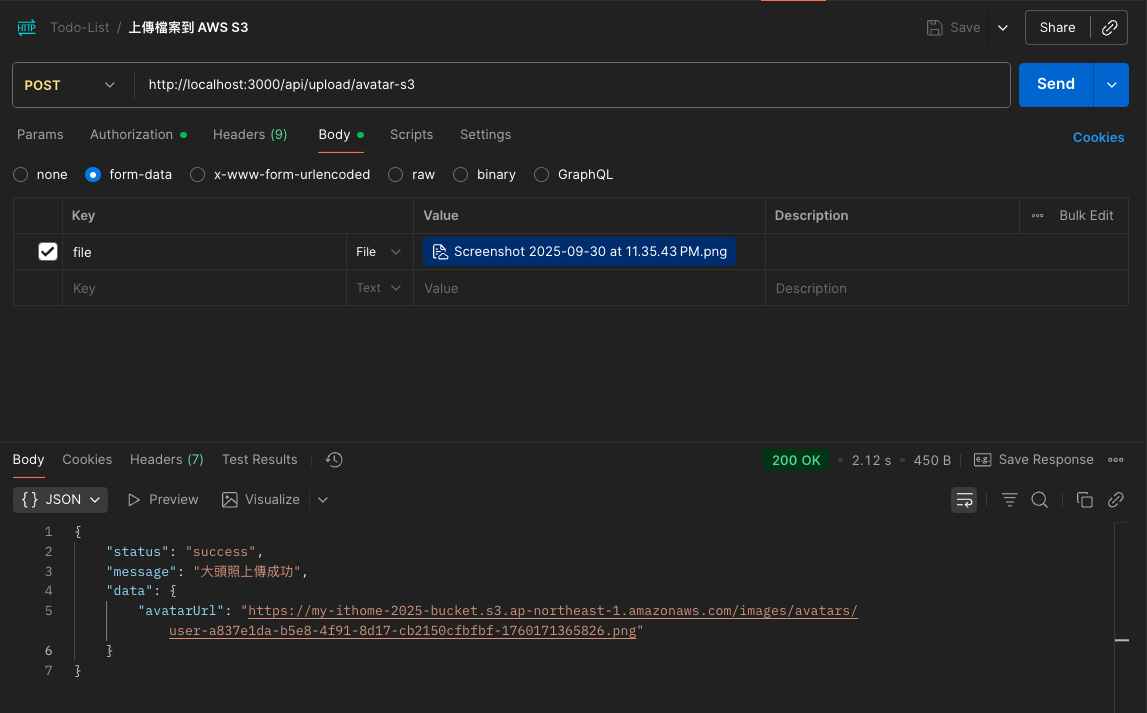 HTTP Todo-List / 上傳檔案到 AWS S3 Save Share
POST http://localhost:3000/api/upload/avatar-s3 Send
Params Authorization Headers (9) Body Scripts Settings Cookies
none form-data x-www-form-urlencoded raw binary GraphQL
Key Value Description Bulk Edit
file File Screenshot 2025-09-30 at 11.35.43 PM.png
Key Text Value Description
Body Cookies Headers (7) Test Results 200 OK 2.12 s 450 B e.g. Save Response
{} JSON Preview Visualize
1 {
2 "status": "success",
3 "message": "大頭照上傳成功",
4 "data": {
5 "avatarUrl": "https://my-ithome-2025-bucket.s3.ap-northeast-1.amazonaws.com/images/avatars/
user-a837e1da-b5e8-4f91-8d17-cb2150cfbfbf-1760171365826.png"
6 }
7 }